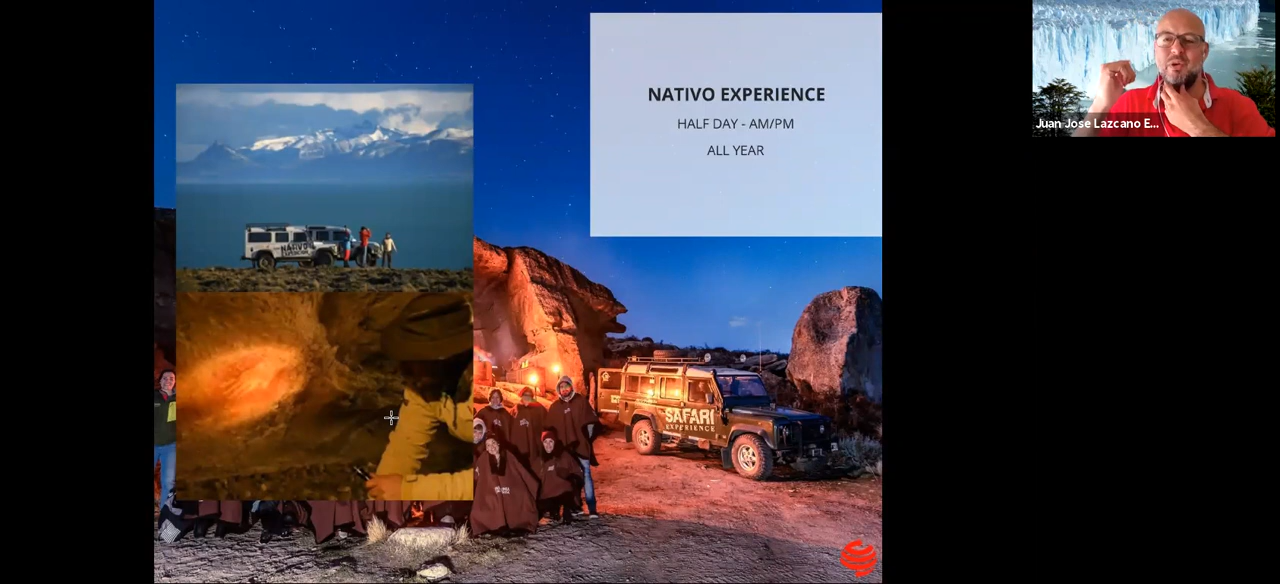 NATIVO EXPERIENCE
HALF DAY - AM/PM
ALL YEAR
Juan Jose Lazcano E...
NATIVO
SAFARI
EXPERIENCE